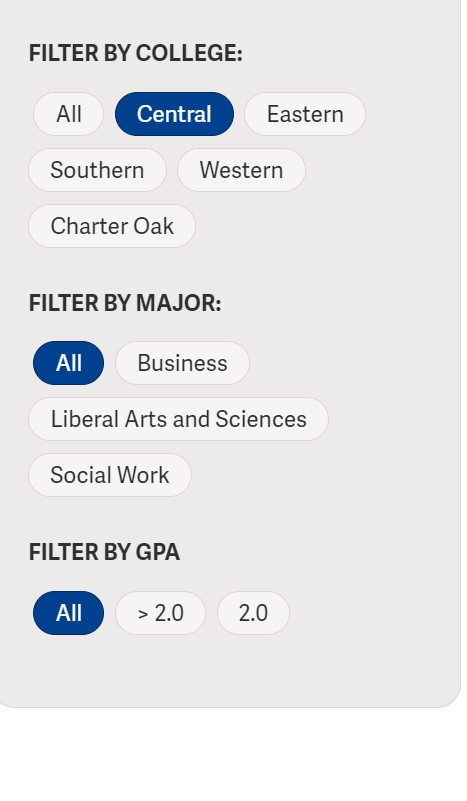 FILTER BY COLLEGE:
All Central Eastern
Southern Western
Charter Oak
FILTER BY MAJOR:
All Business
Liberal Arts and Sciences
Social Work
FILTER BY GPA
All > 2.0 2.0